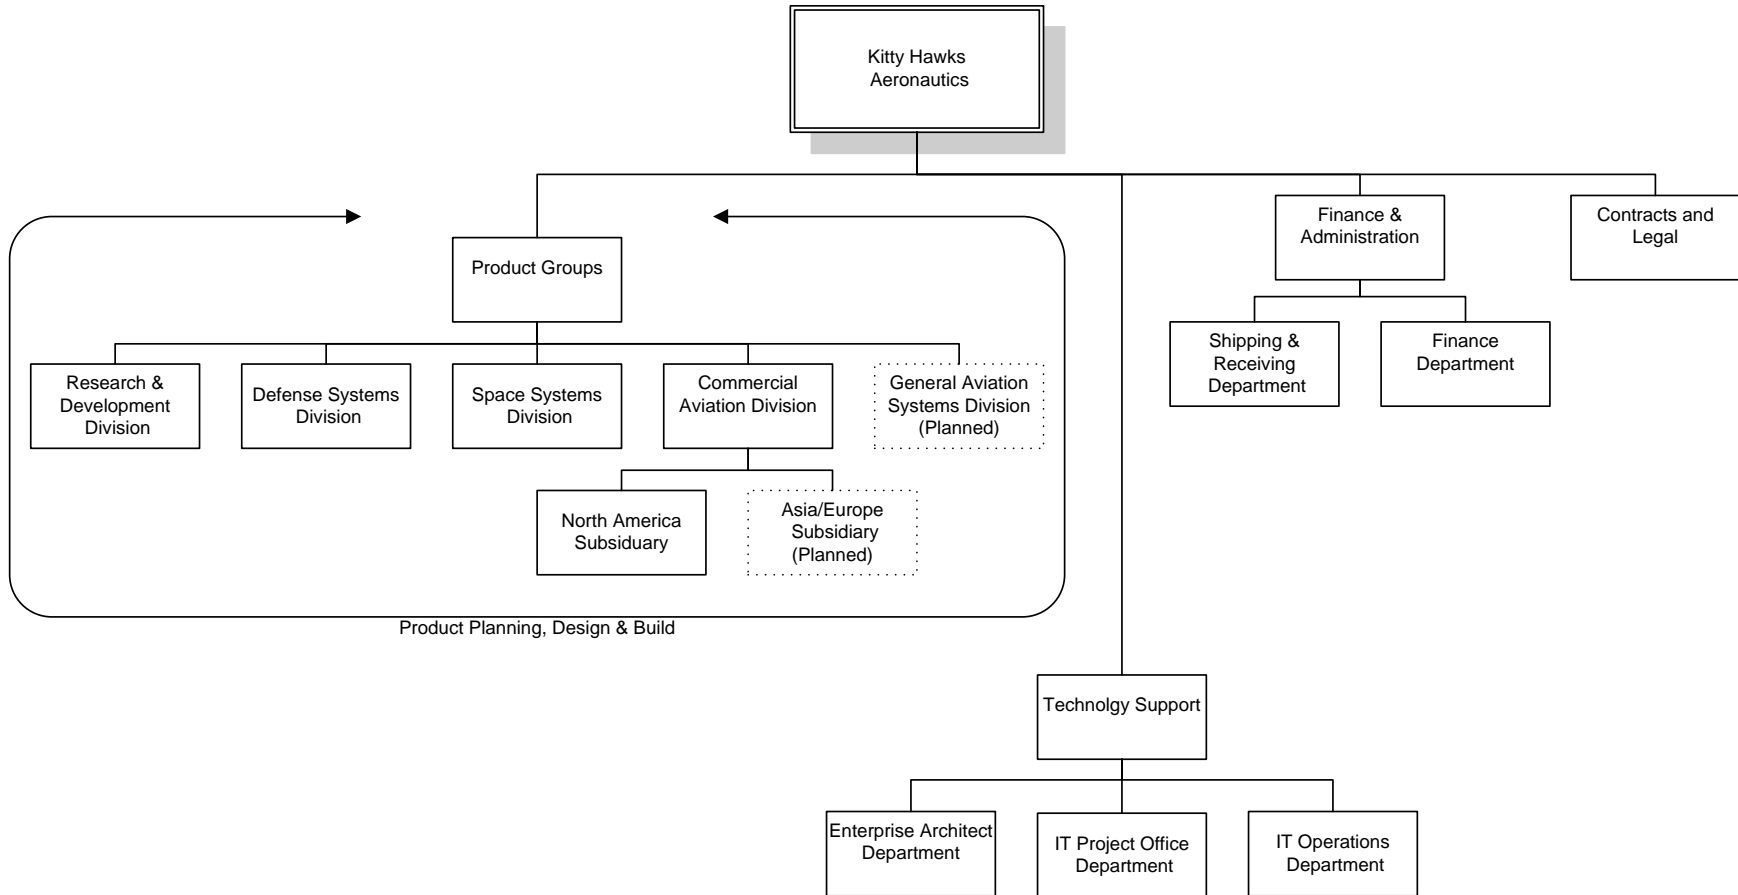 Kitty Hawks
Aeronautics
Finance &
Administration
Contracts and
Legal
Product Groups
Shipping &
Receiving
Department
Finance
Department
Research &
Development
Division
Defense Systems
Division
Space Systems
Division
Commercial
Aviation Division
General Aviation
Systems Division
(Planned)
North America
Subsiduary
Asia/Europe
Subsidiary
(Planned)
Product Planning, Design & Build
Technolgy Support
Enterprise Architect
Department
IT Project Office
Department
IT Operations
Department